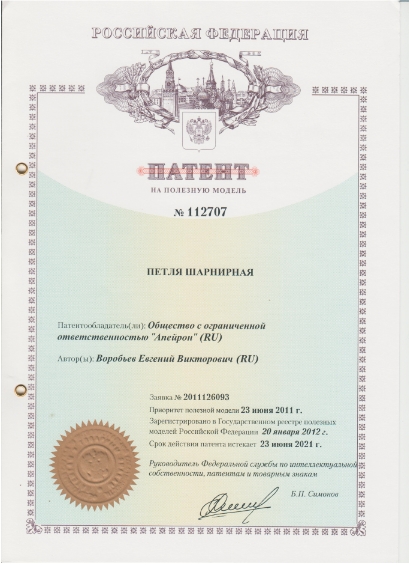 РОССИЙСКАЯ ФЕДЕРАЦИЯ
ПАТЕНТ
НА ПОЛЕЗНУЮ МОДЕЛЬ
№ 112707
ПЕТЛЯ ШАРНИРНАЯ
Патентообладатель(ли): Общество с ограниченной
ответственностью "Апейрон" (RU)
Автор(ы): Воробьев Евгений Викторович (RU)
Заявка № 2011126093
Приоритет полезной модели 23 июня 2011 г.
Зарегистрировано в Государственном реестре полезных
моделей Российской Федерации 20 января 2012 г.
Срок действия патента истекает 23 июня 2021 г.
Руководитель Федеральной службы по интеллектуальной
собственности, патентам и товарным знакам
Б.П. Симонов